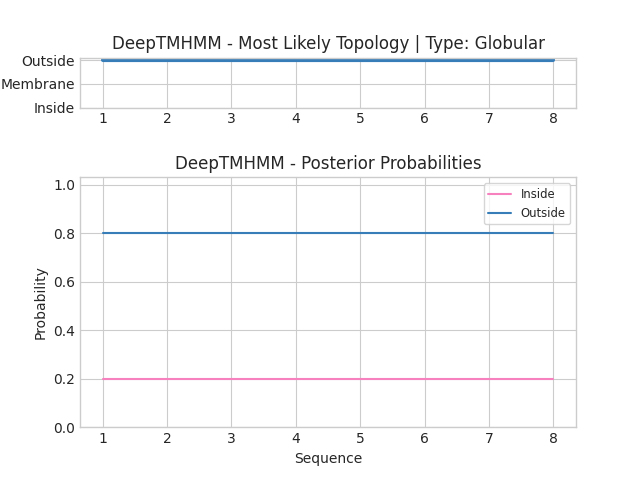 DeepTMHMM - Most Likely Topology | Type: Globular
Outside
Membrane
Inside
1 2 3 4 5 6 7 8
DeepTMHMM - Posterior Probabilities
1.0
0.8
0.6
0.4
0.2
0.0
Probability
Inside
Outside
1 2 3 4 5 6 7 8
Sequence